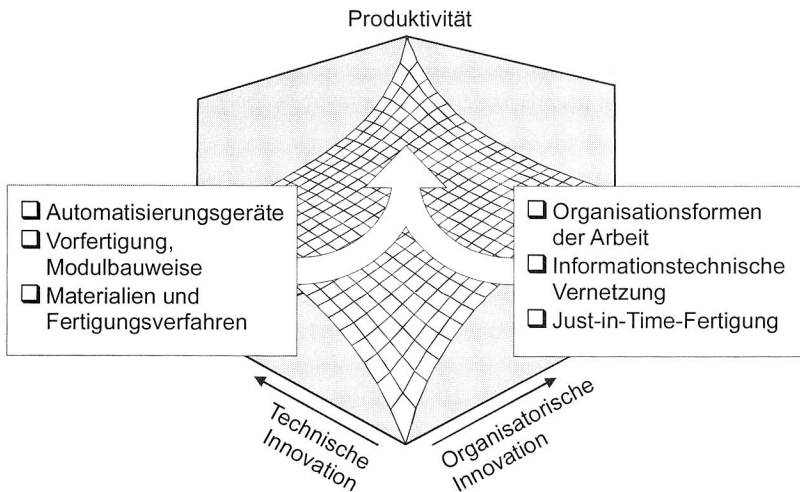 Produktivität
❑ Automatisierungsgeräte
❑ Vorfertigung,
Modulbauweise
❑ Materialien und
Fertigungsverfahren
❑ Organisationsformen
der Arbeit
❑ Informationstechnische
Vernetzung
❑ Just-in-Time-Fertigung
Technische
Innovation
Organisatorische
Innovation